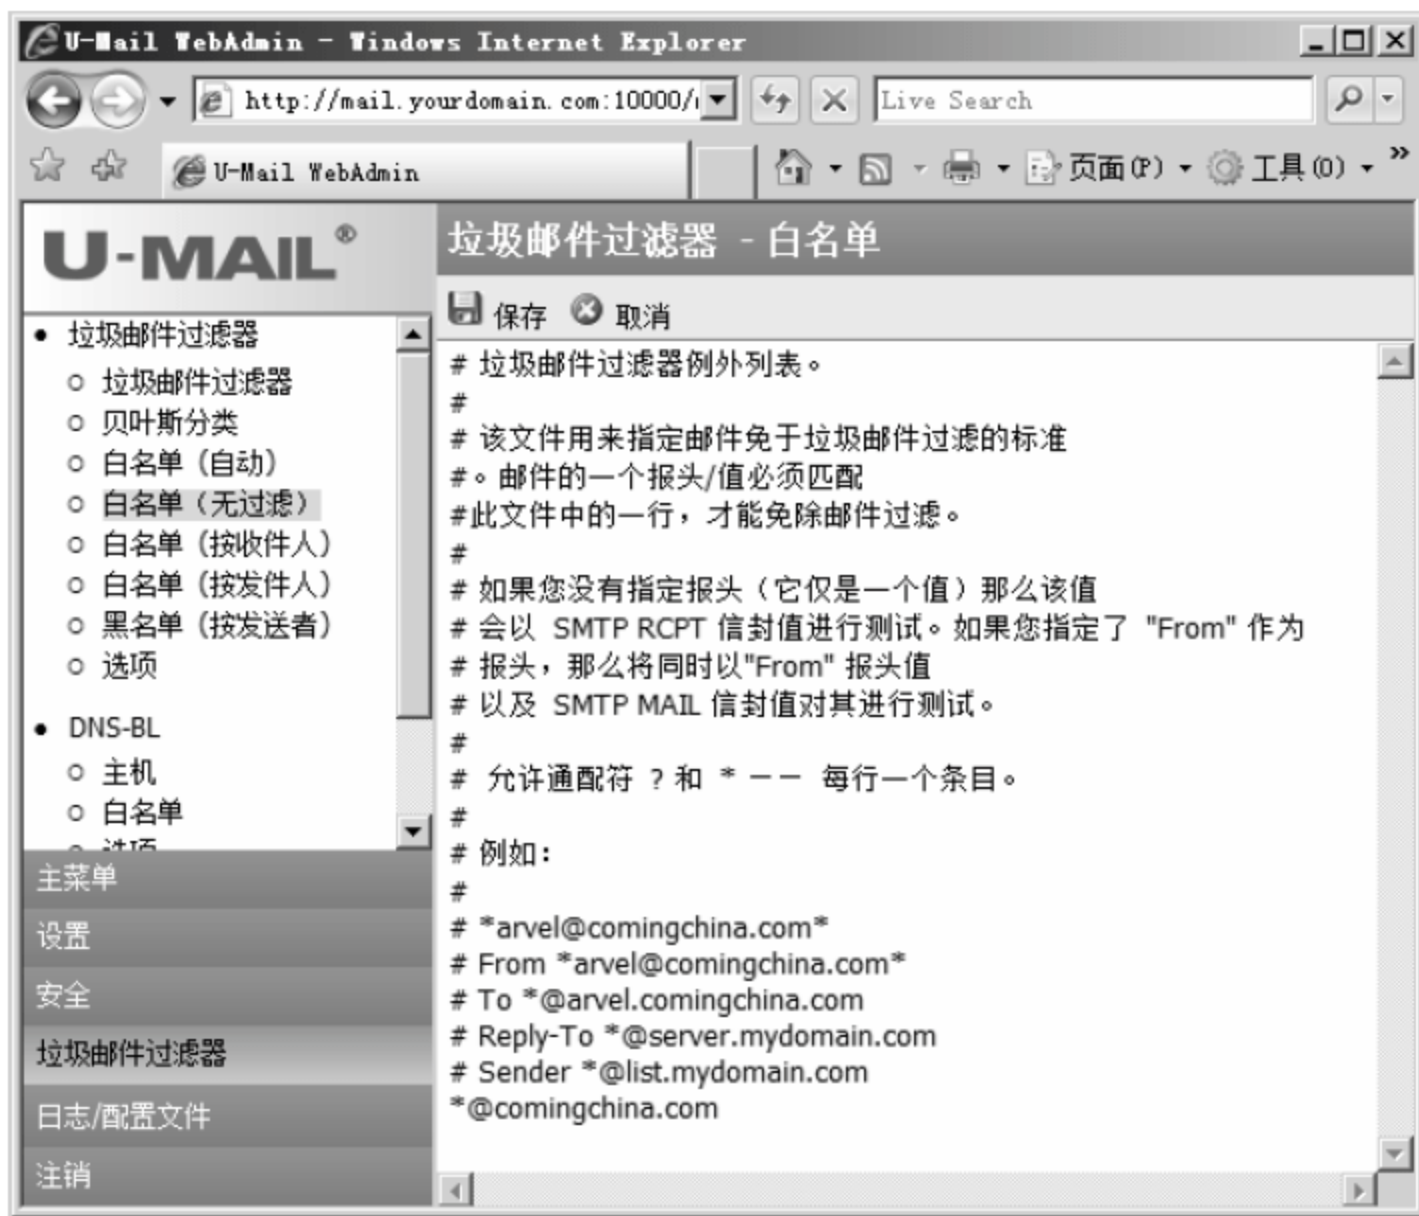 U-Mail WebAdmin - Windows Internet Explorer
http://mail.yourdomain.com:10000/
Live Search
U-Mail WebAdmin
页面(P)
工具(O)
»
U-MAIL®
垃圾邮件过滤器 - 白名单
保存 取消
• 垃圾邮件过滤器
○ 垃圾邮件过滤器
○ 贝叶斯分类
○ 白名单（自动）
○ 白名单（无过滤）
○ 白名单（按收件人）
○ 白名单（按发件人）
○ 黑名单（按发送者）
○ 选项
• DNS-BL
○ 主机
○ 白名单
○ 选项
主菜单
设置
安全
垃圾邮件过滤器
日志/配置文件
注销
# 垃圾邮件过滤器例外列表。
#
# 该文件用来指定邮件免于垃圾邮件过滤的标准
#。邮件的一个报头/值必须匹配
#此文件中的一行，才能免除邮件过滤。
#
# 如果您没有指定报头（它仅是一个值）那么该值
# 会以 SMTP RCPT 信封值进行测试。如果您指定了 "From" 作为
# 报头，那么将同时以"From" 报头值
# 以及 SMTP MAIL 信封值对其进行测试。
#
# 允许通配符 ? 和 * －－ 每行一个条目。
#
# 例如：
#
# *arvel@comingchina.com*
# From *arvel@comingchina.com*
# To *@arvel.comingchina.com
# Reply-To *@server.mydomain.com
# Sender *@list.mydomain.com
*@comingchina.com